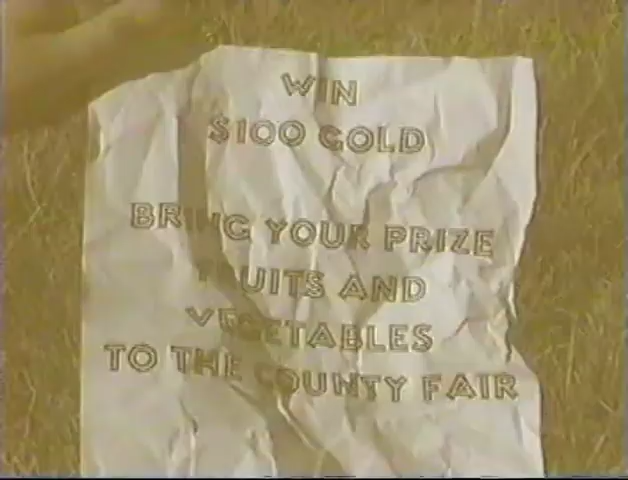 WIN
$100 GOLD
BRING YOUR PRIZE
FRUITS AND
VEGETABLES
TO THE COUNTY FAIR